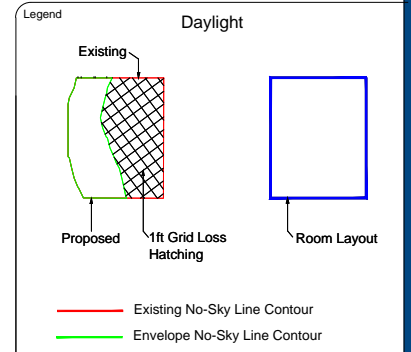 Legend
Daylight
Existing
Proposed
1ft Grid Loss
Hatching
Room Layout
Existing No-Sky Line Contour
Envelope No-Sky Line Contour